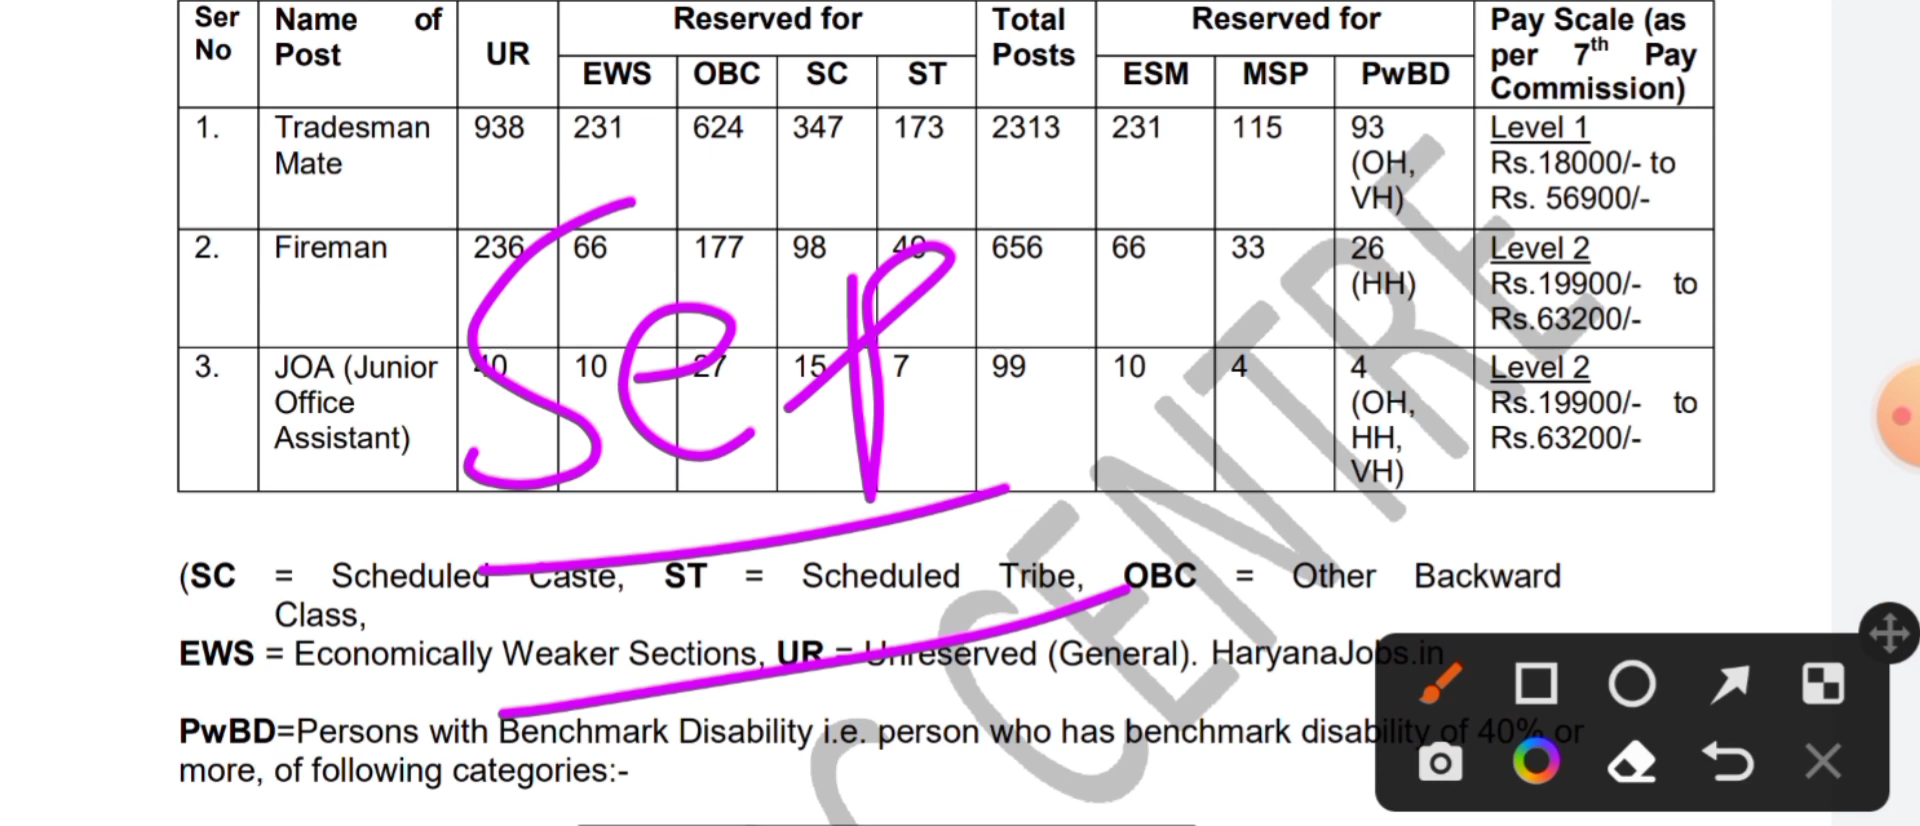 Ser No | Name of Post | UR | Reserved for | Total Posts | Reserved for | Pay Scale (as per 7th Pay Commission)
EWS | OBC | SC | ST | ESM | MSP | PwBD
1. | Tradesman Mate | 938 | 231 | 624 | 347 | 173 | 2313 | 231 | 115 | 93 (OH, VH) | Level 1 Rs.18000/- to Rs. 56900/-
2. | Fireman | 236 | 66 | 177 | 98 | 49 | 656 | 66 | 33 | 26 (HH) | Level 2 Rs.19900/- to Rs.63200/-
3. | JOA (Junior Office Assistant) | 40 | 10 | 27 | 15 | 7 | 99 | 10 | 4 | 4 (OH, HH, VH) | Level 2 Rs.19900/- to Rs.63200/-
Sep
(SC = Scheduled Caste, ST = Scheduled Tribe, OBC = Other Backward
Class,
EWS = Economically Weaker Sections, UR = Unreserved (General). HaryanaJobs.in
PwBD=Persons with Benchmark Disability i.e. person who has benchmark disability of 40% or
more, of following categories:-
C CENTRE